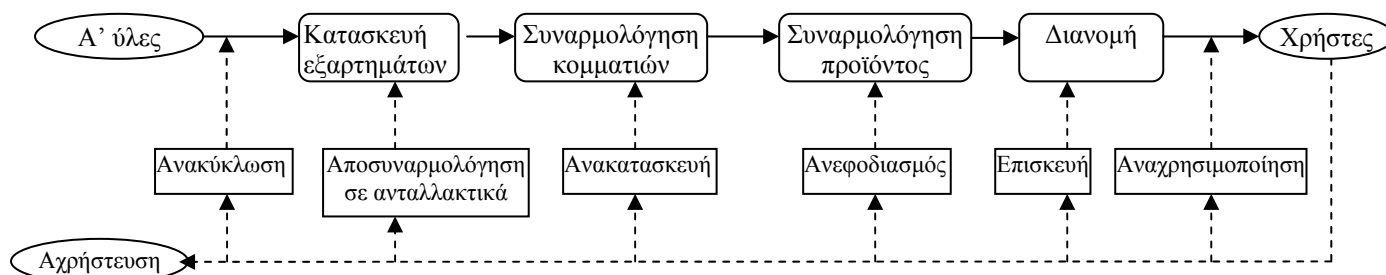 Α’ ύλες
Κατασκευή
εξαρτημάτων
Συναρμολόγηση
κομματιών
Συναρμολόγηση
προϊόντος
Διανομή
Χρήστες
Ανακύκλωση
Αποσυναρμολόγηση
σε ανταλλακτικά
Ανακατασκευή
Ανεφοδιασμός
Επισκευή
Αναχρησιμοποίηση
Αχρήστευση